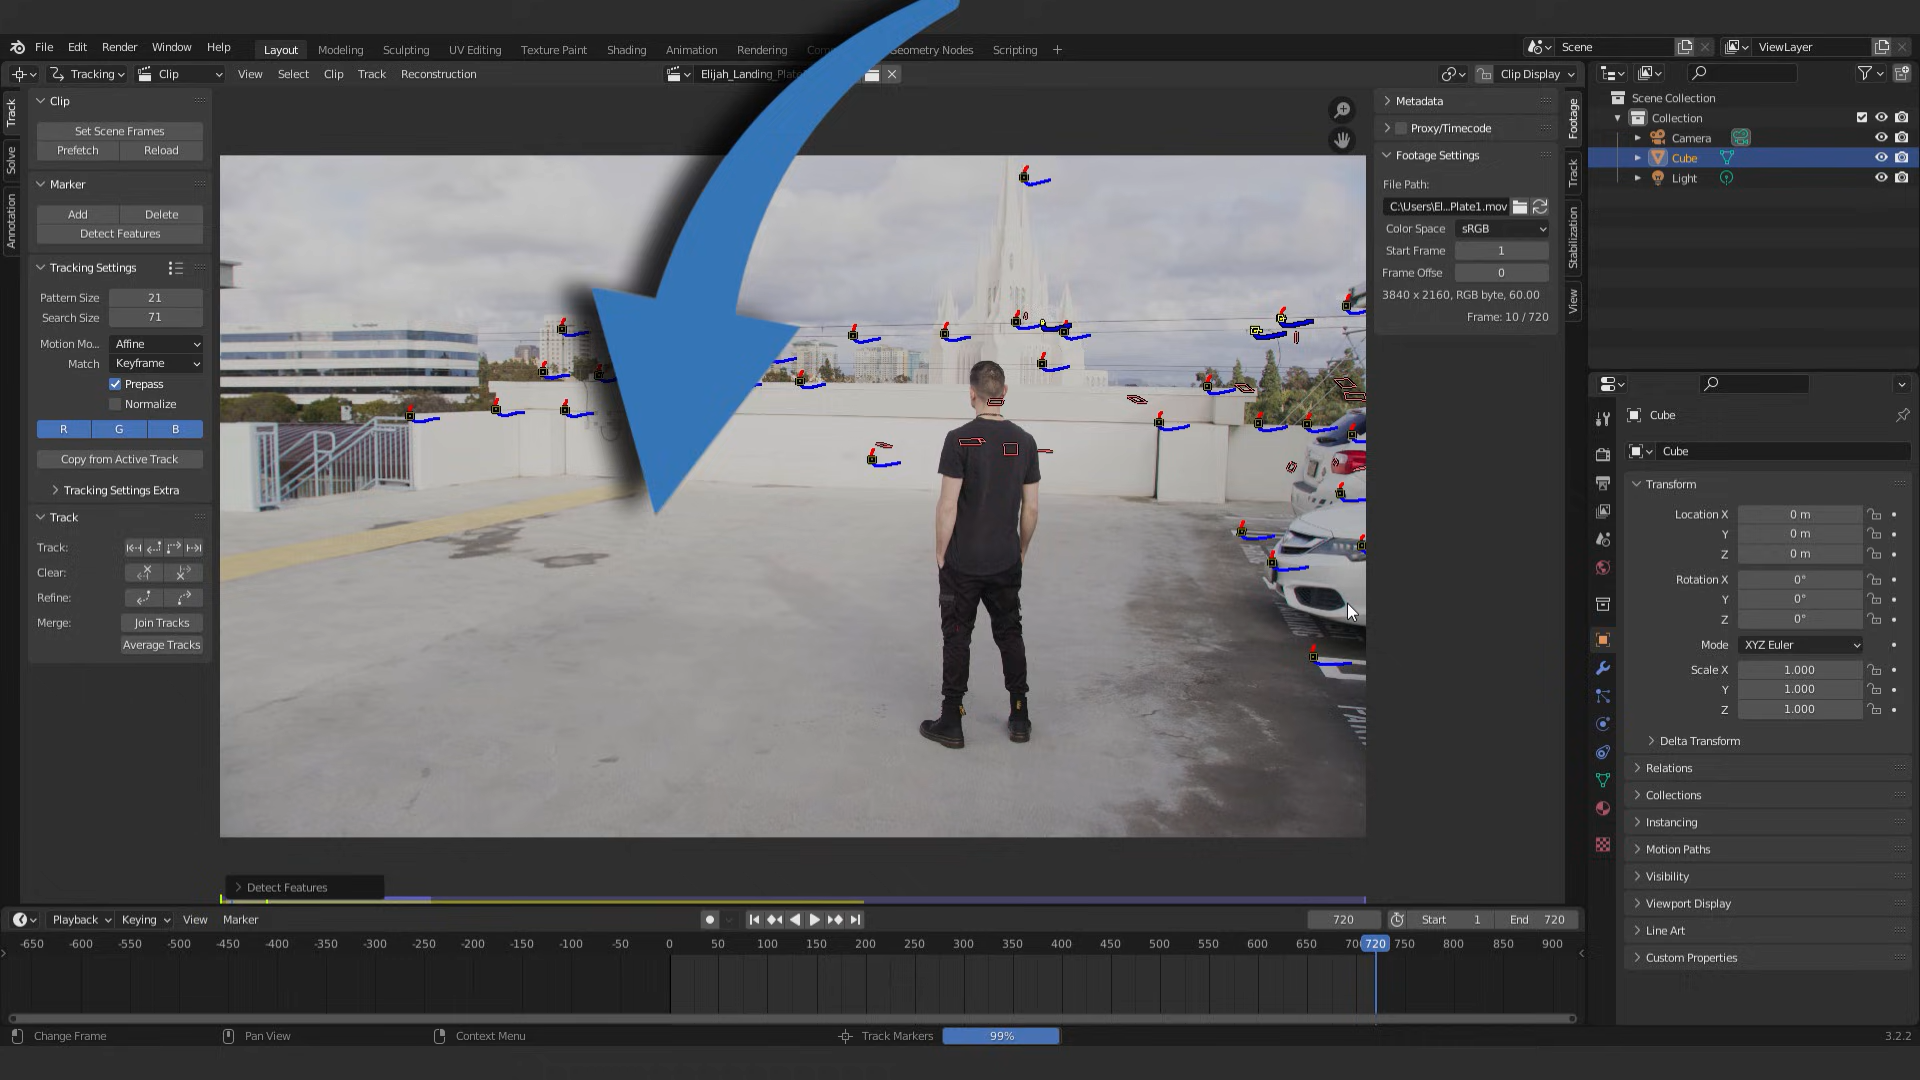 File Edit Render Window Help
Layout Modeling Sculpting UV Editing Texture Paint Shading Animation Rendering Geometry Nodes Scripting
Scene ViewLayer
Tracking Clip View Select Clip Track Reconstruction
Clip Display
Track
Solve
Annotation
Clip
Set Scene Frames
Prefetch Reload
Marker
Add Delete
Detect Features
Tracking Settings
Pattern Size 21
Search Size 71
Motion Mo... Affine
Match Keyframe
Prepass
Normalize
R G B
Copy from Active Track
Tracking Settings Extra
Track
Track:
Clear:
Refine:
Merge: Join Tracks
Average Tracks
Detect Features
Metadata
Proxy/Timecode
Footage Settings
File Path:
C:\Users\El...Plate1.mov
Color Space sRGB
Start Frame 1
Frame Offse 0
3840 x 2160, RGB byte, 60.00
Frame: 10 / 720
Footage
Track
Stabilization
View
Scene Collection
Collection
Camera
Cube
Light
Cube
Cube
Transform
Location X 0 m
Y 0 m
Z 0 m
Rotation X 0°
Y 0°
Z 0°
Mode XYZ Euler
Scale X 1.000
Y 1.000
Z 1.000
Delta Transform
Relations
Collections
Instancing
Motion Paths
Visibility
Viewport Display
Line Art
Custom Properties
Playback Keying View Marker
720 Start 1 End 720
-650 -600 -550 -500 -450 -400 -350 -300 -250 -200 -150 -100 -50 0 50 100 150 200 250 300 350 400 450 500 550 600 650 720 750 800 850 900
Change Frame Pan View Context Menu Track Markers 99% 3.2.2